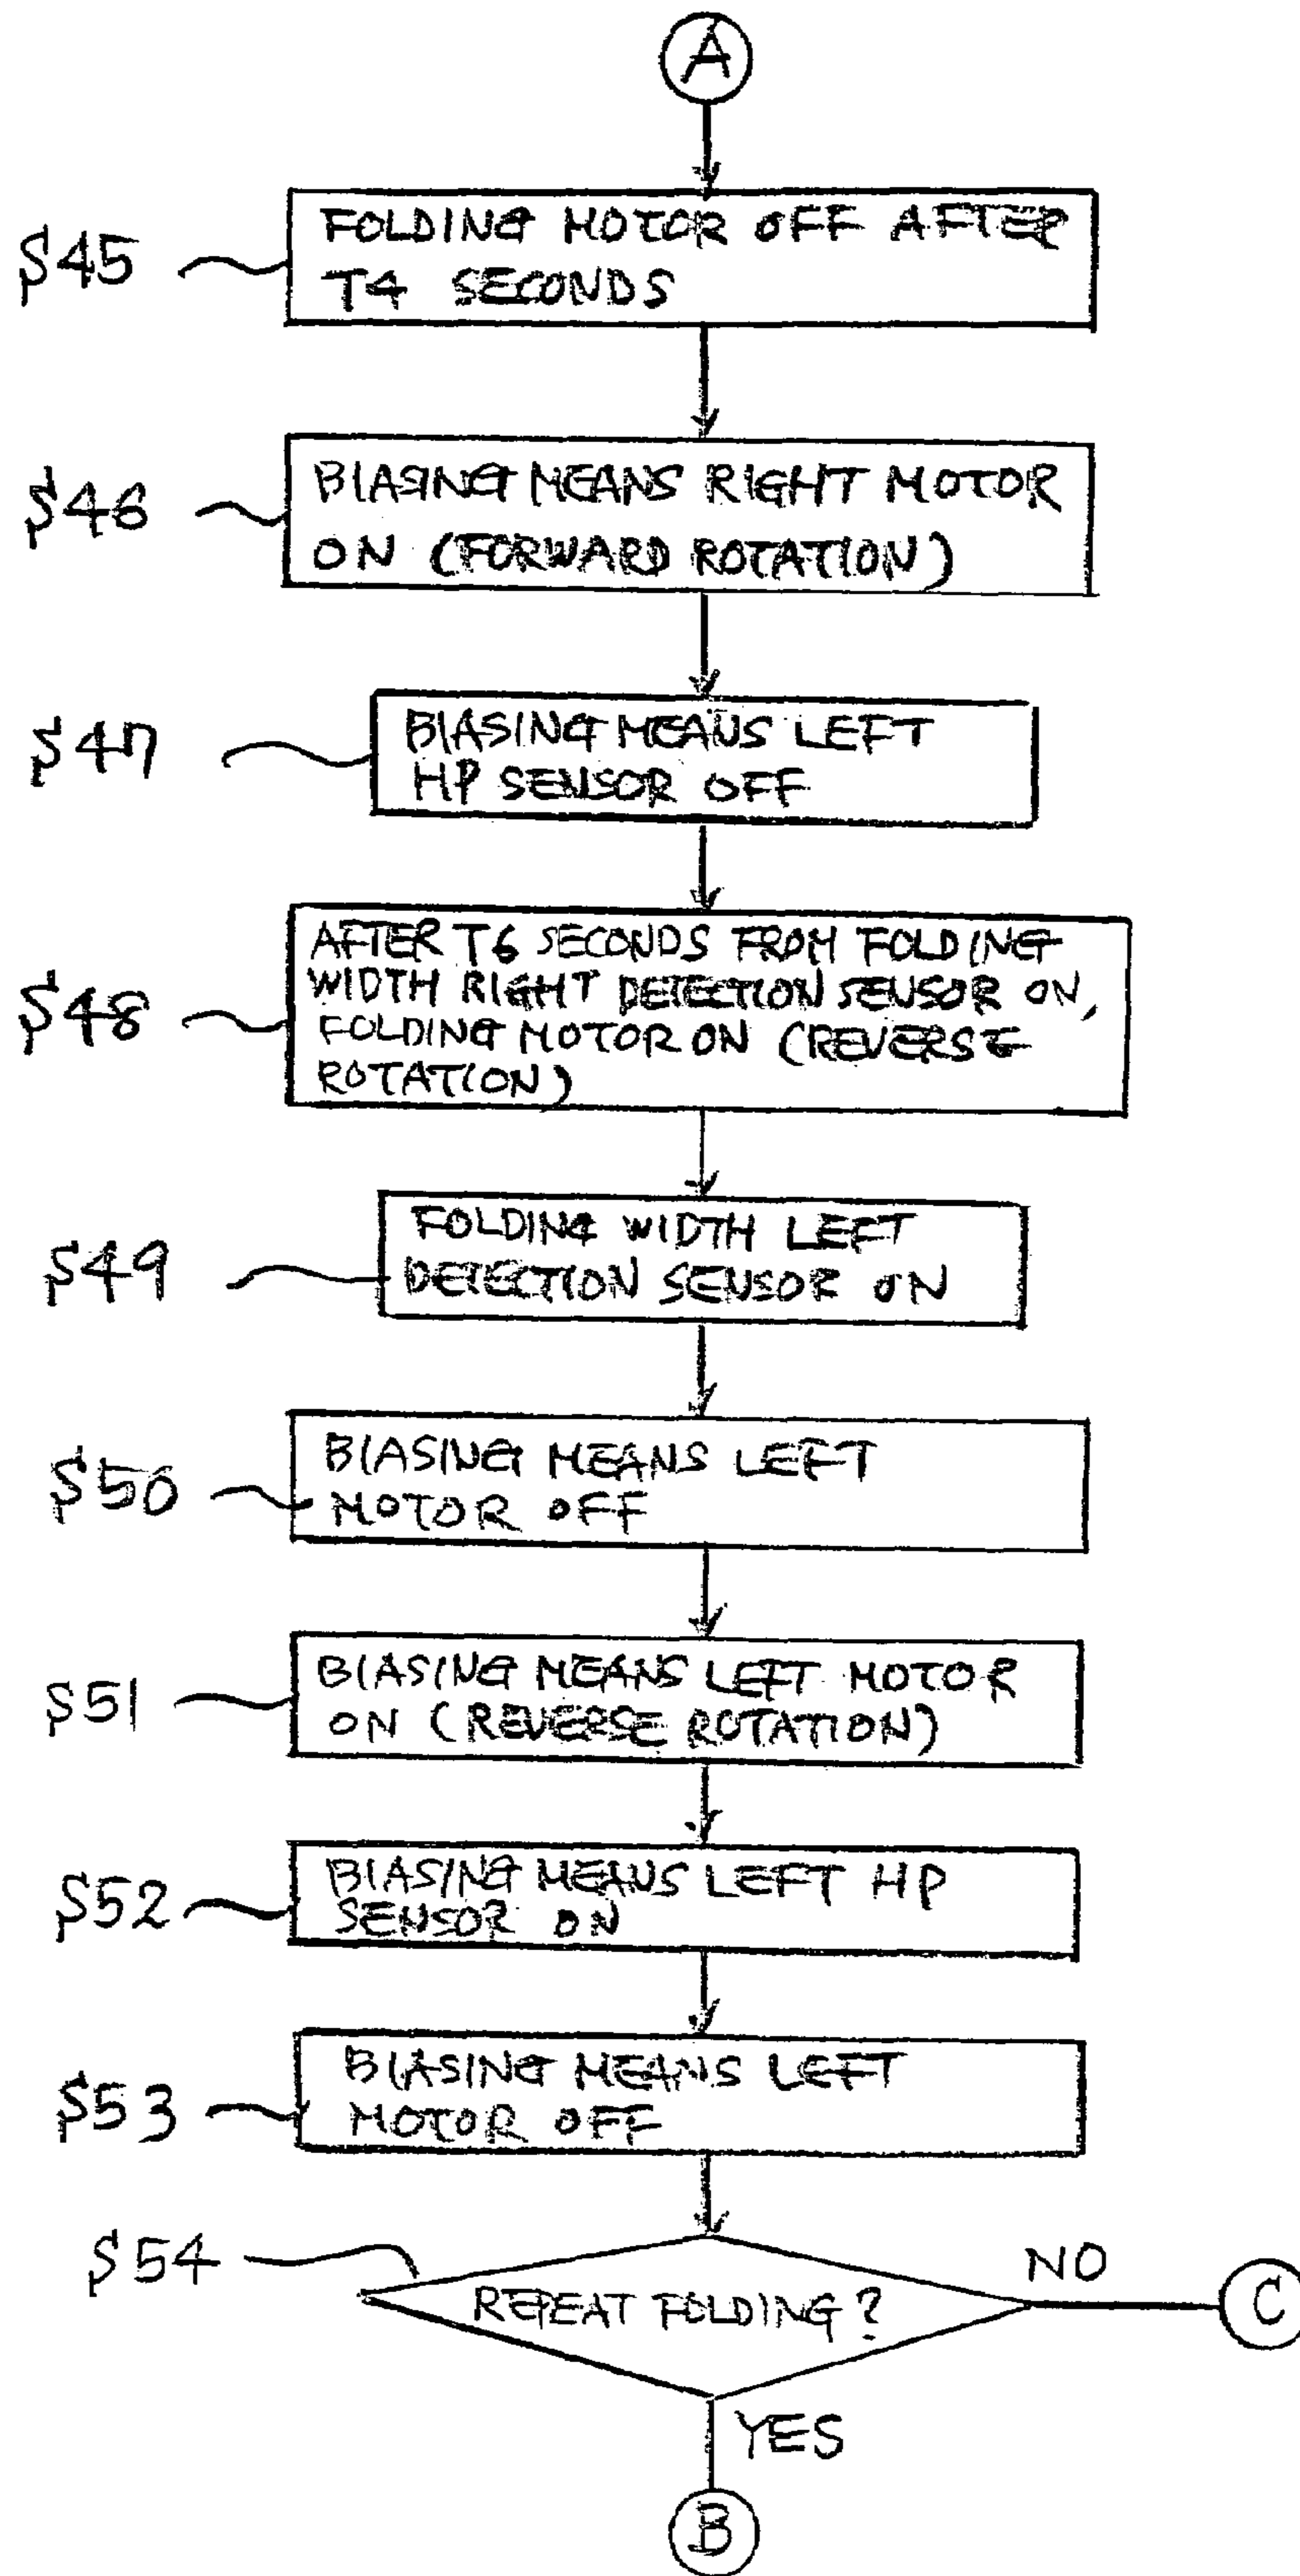 A
S45
FOLDING MOTOR OFF AFTER
T4 SECONDS
S46
BIASING MEANS RIGHT MOTOR
ON (FORWARD ROTATION)
S47
BIASING MEANS LEFT
HP SENSOR OFF
S48
AFTER T6 SECONDS FROM FOLDING
WIDTH RIGHT DETECTION SENSOR ON,
FOLDING MOTOR ON (REVERSE
ROTATION)
S49
FOLDING WIDTH LEFT
DETECTION SENSOR ON
S50
BIASING MEANS LEFT
MOTOR OFF
S51
BIASING MEANS LEFT MOTOR
ON (REVERSE ROTATION)
S52
BIASING MEANS LEFT HP
SENSOR ON
S53
BIASING MEANS LEFT
MOTOR OFF
S54
REPEAT FOLDING?
NO
C
YES
B